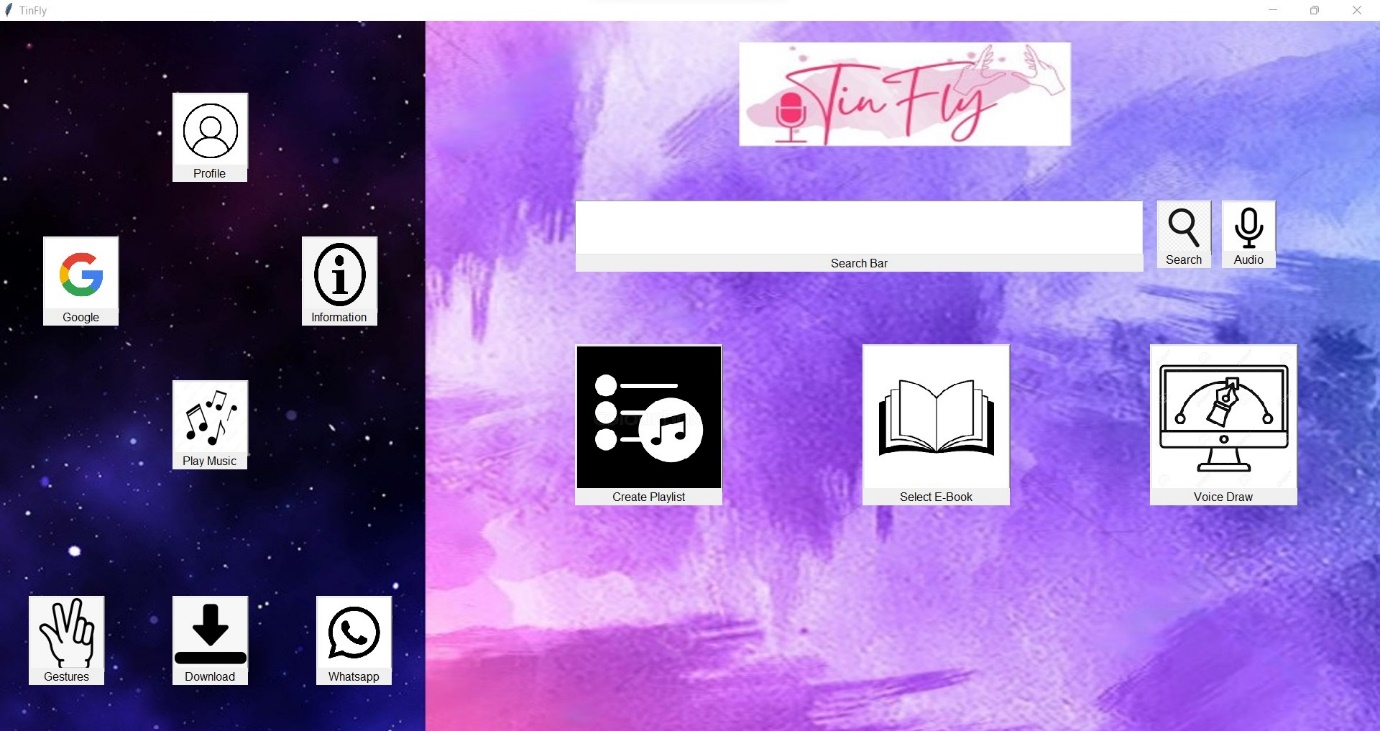 TinFly
Tin Fly
Profile
Google
Information
Play Music
Gestures
Download
Whatsapp
Search Bar
Search
Audio
Create Playlist
Select E-Book
Voice Draw